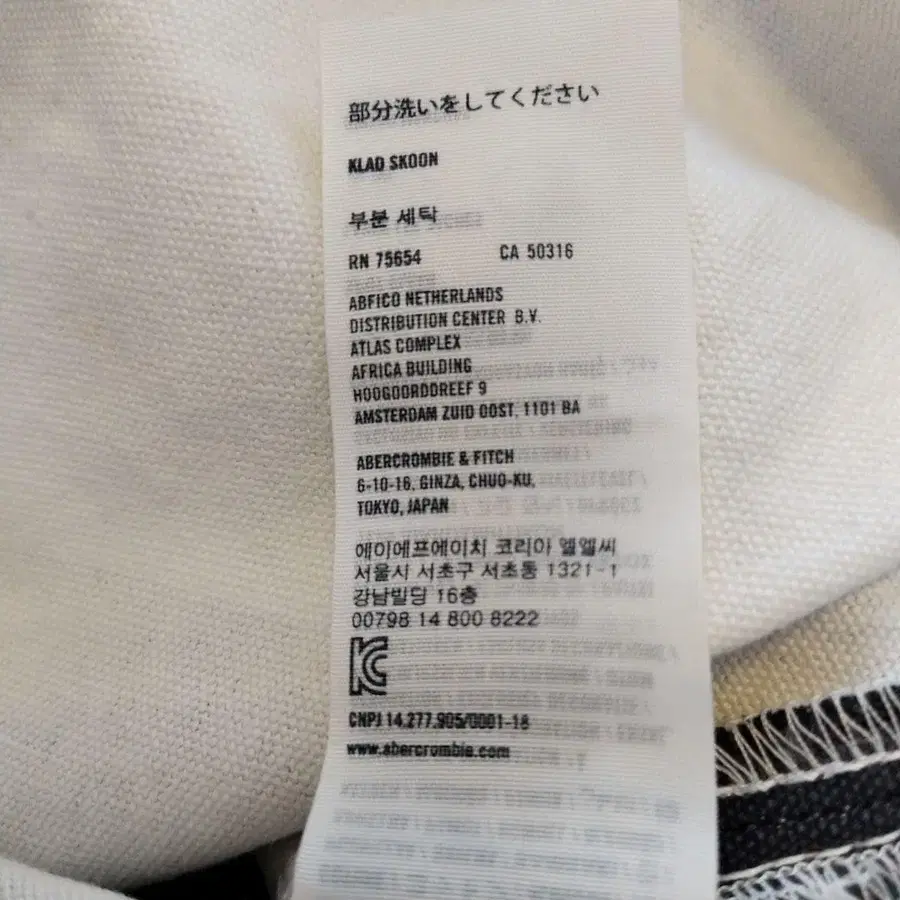 部分洗いをしてください
KLAD SKOON
부분 세탁
RN 75654 CA 50316
ABFICO NETHERLANDS
DISTRIBUTION CENTER B.V.
ATLAS COMPLEX
AFRICA BUILDING
HOOGOORDDREEF 9
AMSTERDAM ZUID OOST, 1101 BA
ABERCROMBIE & FITCH
6-10-16, GINZA, CHUO-KU,
TOKYO, JAPAN
에이에프에이치 코리아 엘엘씨
서울시 서초구 서초동 1321-1
강남빌딩 16층
00798 14 800 8222
KC
CNPJ 14.277.905/0001-18
www.abercrombie.com